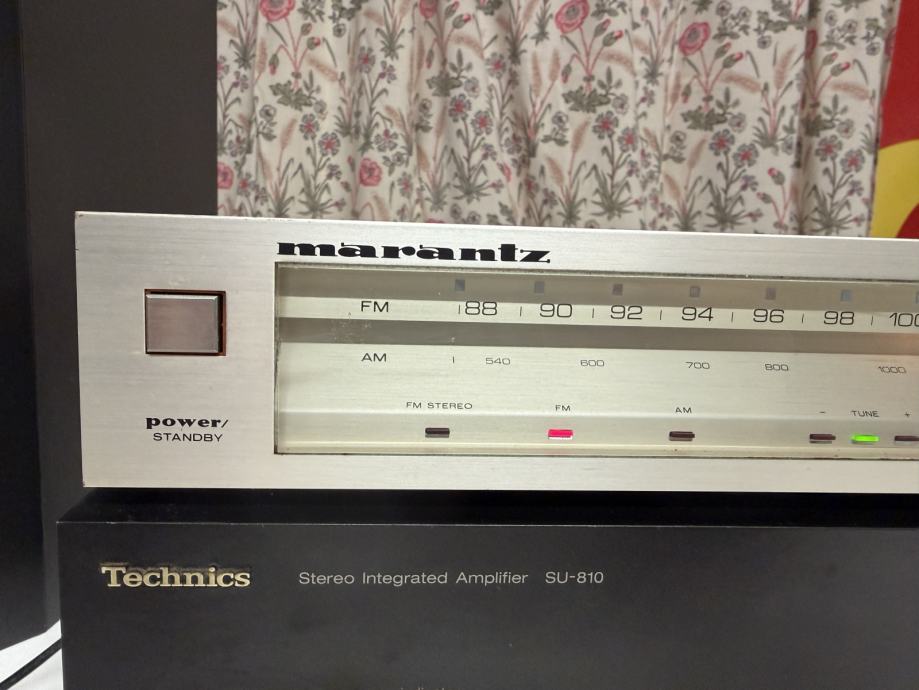 marantz
FM 88 90 92 94 96 98 100
AM 540 600 700 800 1000
FM STEREO FM AM - TUNE +
power/
STANDBY
Technics Stereo Integrated Amplifier SU-810